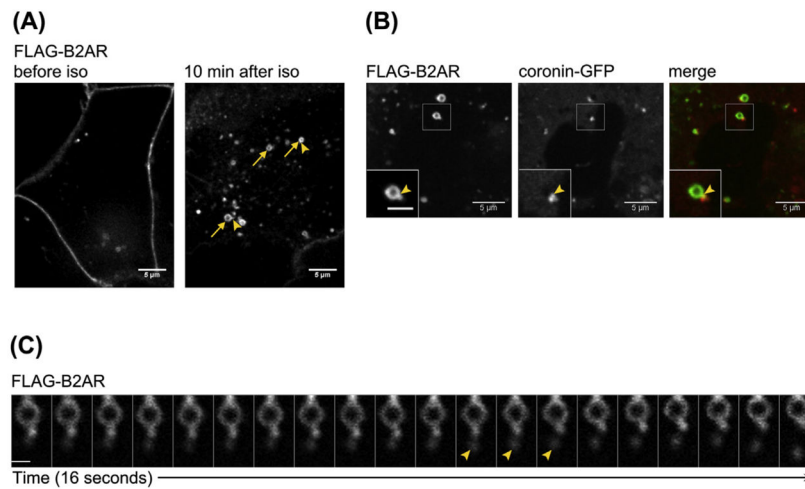 (A)
FLAG-B2AR
before iso
10 min after iso
5 µm
5 µm
(B)
FLAG-B2AR
coronin-GFP
merge
5 µm
5 µm
5 µm
(C)
FLAG-B2AR
Time (16 seconds)